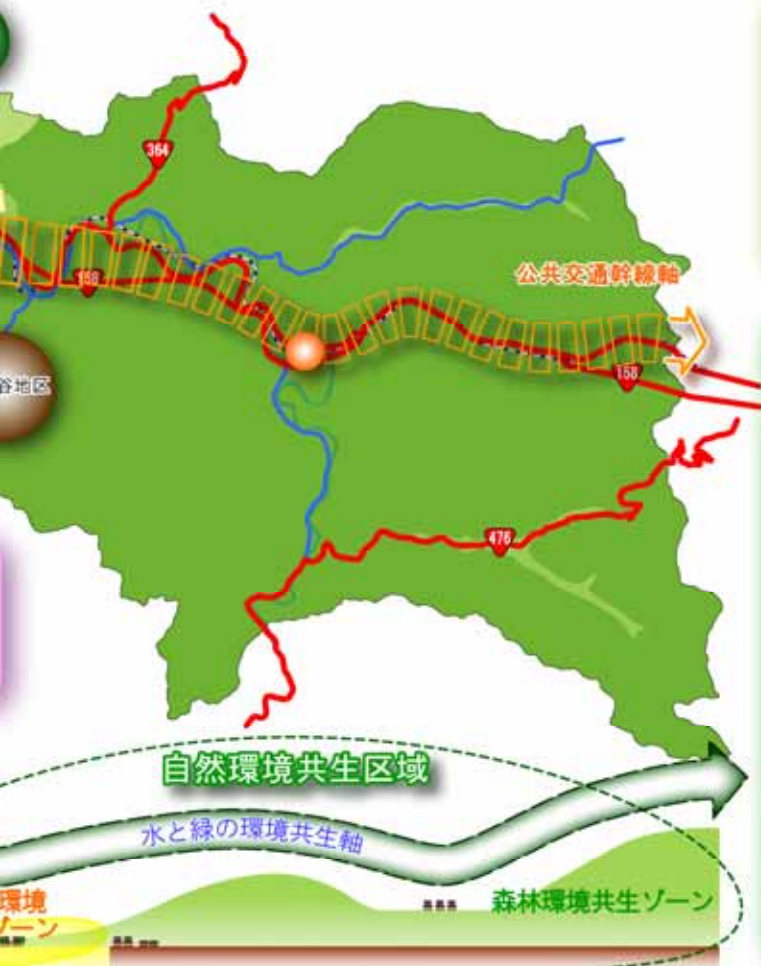 364
158
公共交通幹線軸
158
谷地区
476
自然環境共生区域
水と緑の環境共生軸
環境
ゾーン
森林環境共生ゾーン